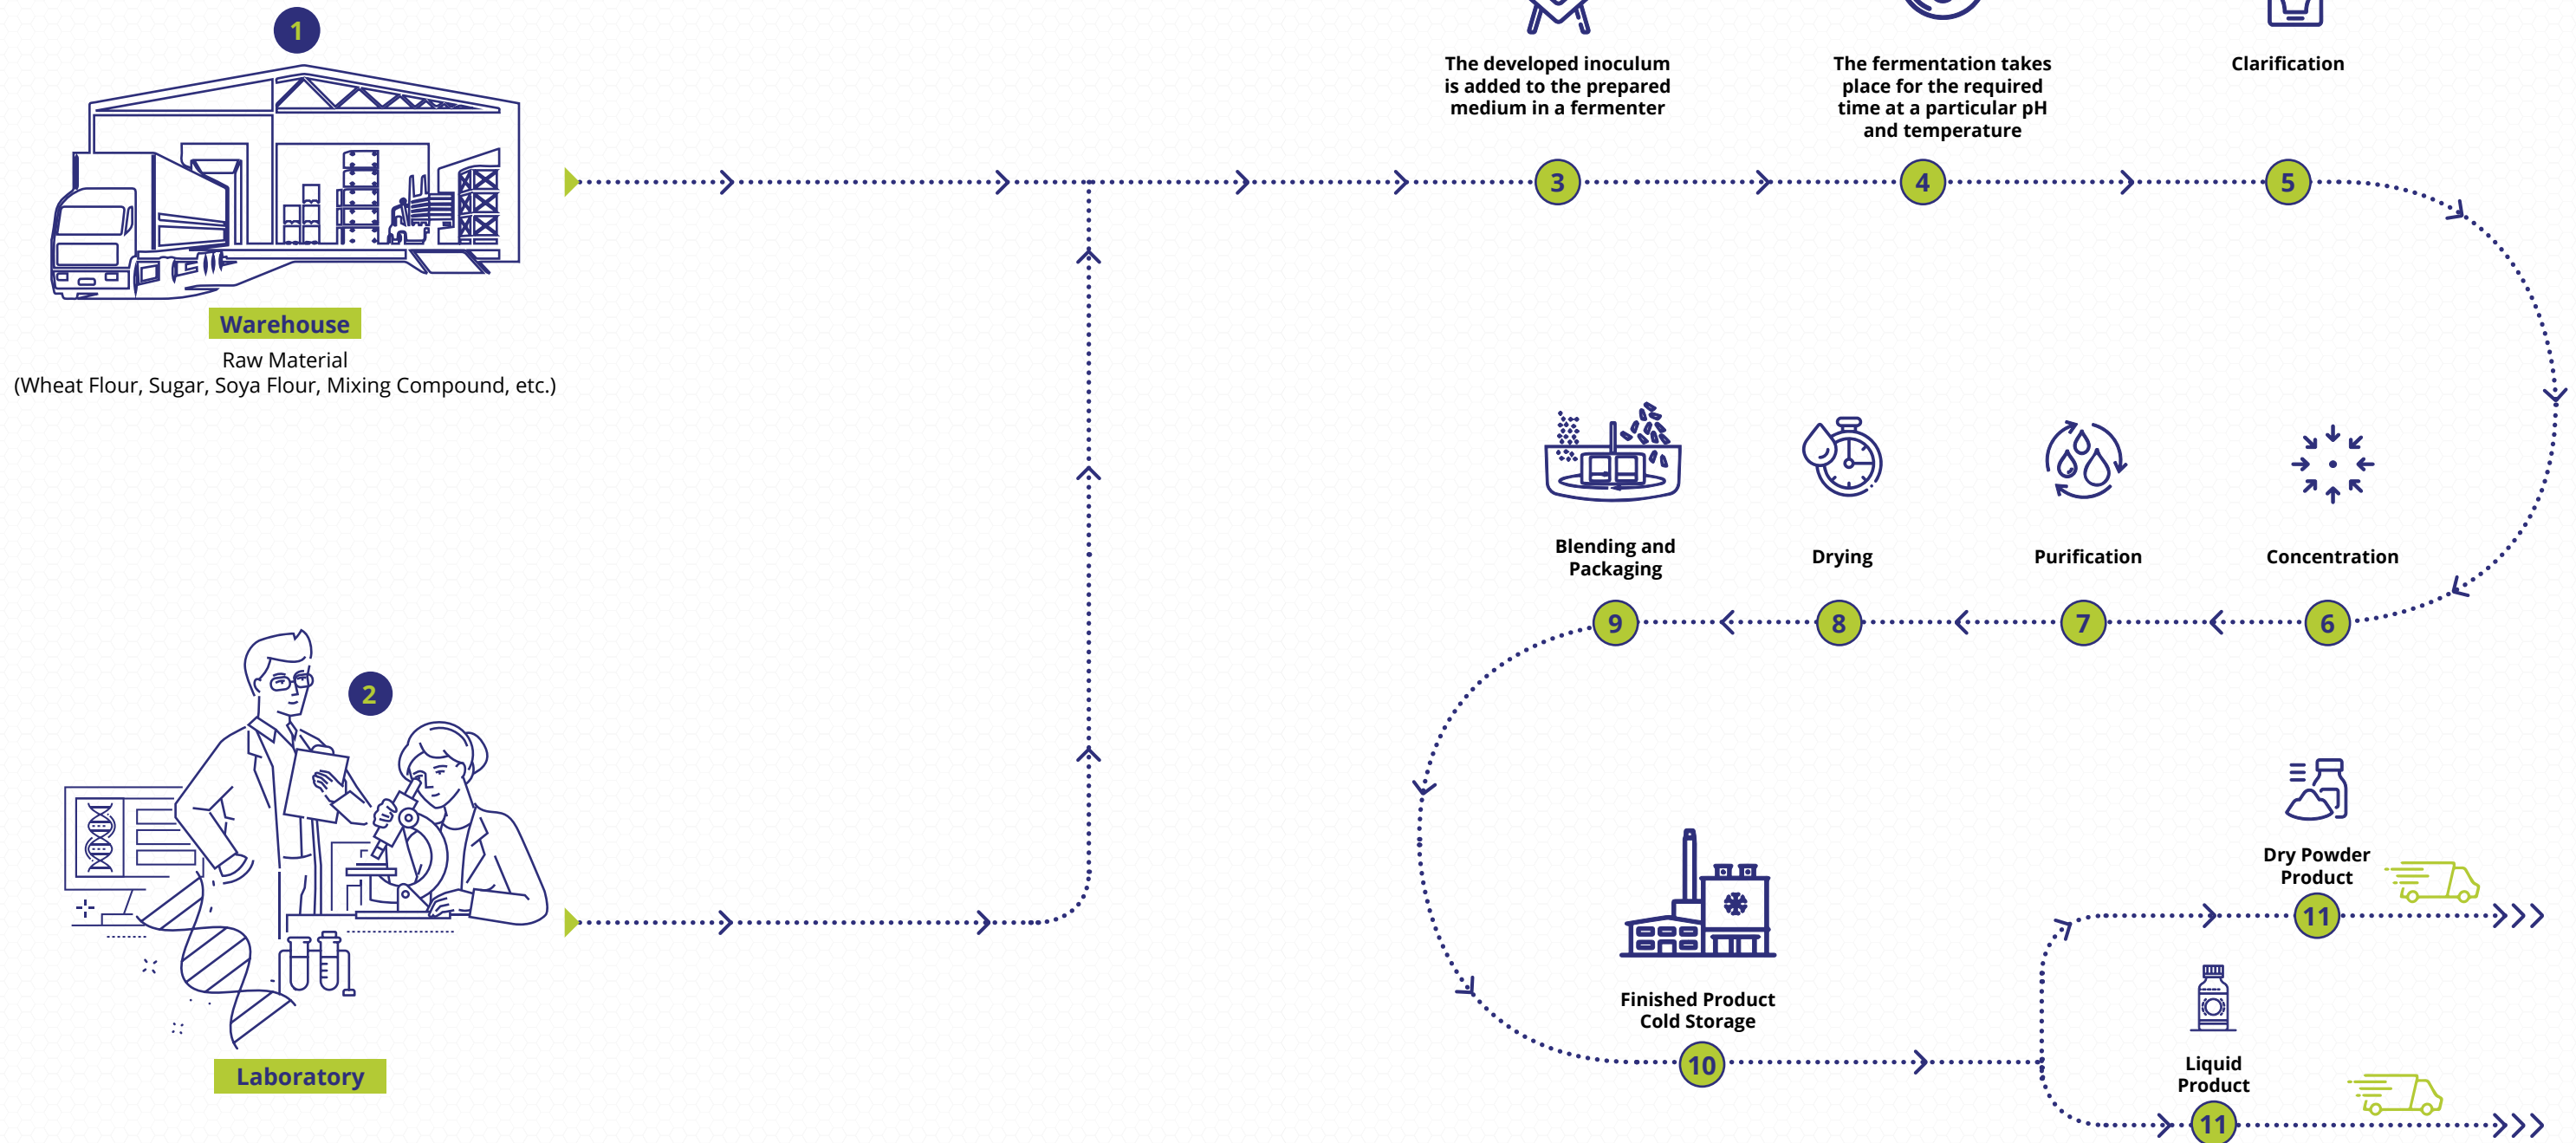 1
Warehouse
Raw Material
(Wheat Flour, Sugar, Soya Flour, Mixing Compound, etc.)
2
Laboratory
The developed inoculum
is added to the prepared
medium in a fermenter
3
The fermentation takes
place for the required
time at a particular pH
and temperature
4
Clarification
5
Concentration
6
Purification
7
Drying
8
Blending and
Packaging
9
Finished Product
Cold Storage
10
Dry Powder
Product
11
Liquid
Product
11